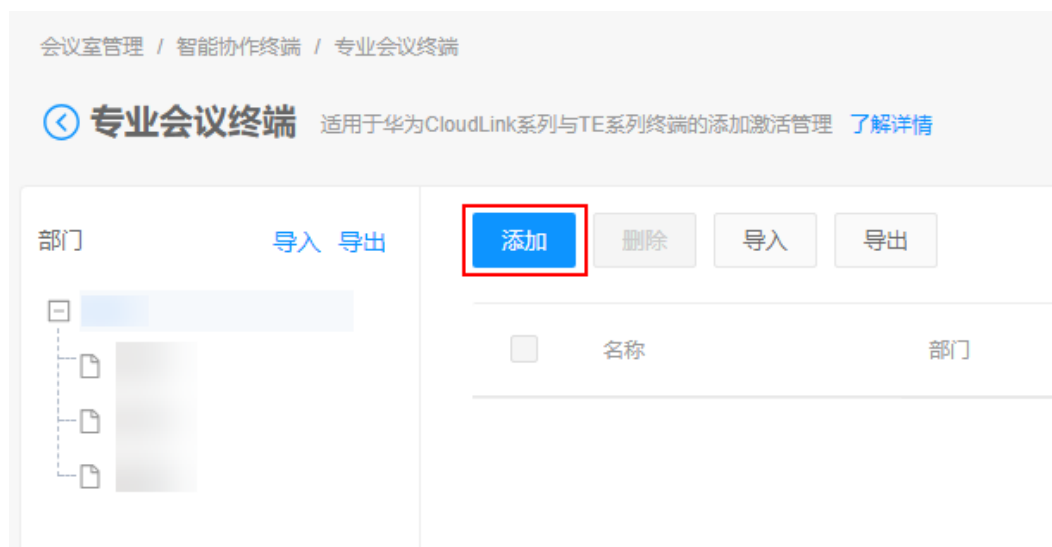 会议室管理 / 智能协作终端 / 专业会议终端
专业会议终端 适用于华为CloudLink系列与TE系列终端的添加激活管理 了解详情
部门 导入 导出
添加 删除 导入 导出
名称 部门